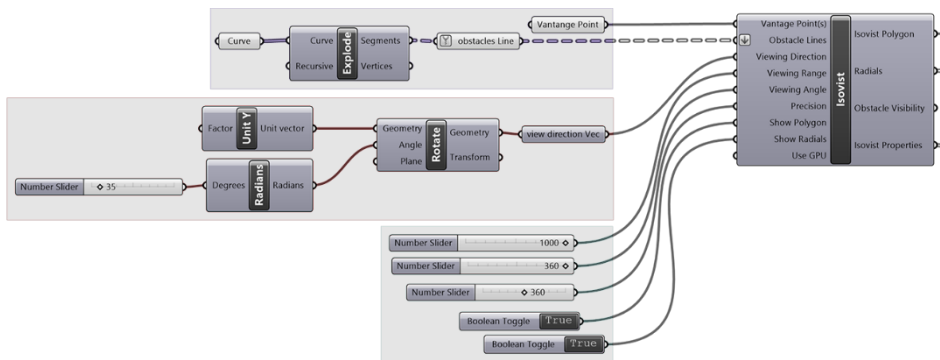 Vantange Point
Curve
Curve
Recursive
Explode
Segments
Vertices
obstacles Line
Vantage Point(s)
Obstacle Lines
Viewing Direction
Viewing Range
Viewing Angle
Precision
Show Polygon
Show Radials
Use GPU
Isovist
Isovist Polygon
Radials
Obstacle Visibility
Isovist Properties
Factor
Unit Y
Unit vector
Number Slider
35
Degrees
Radians
Radians
Geometry
Angle
Plane
Rotate
Geometry
Transform
view direction Vec
Number Slider 1000
Number Slider 360
Number Slider 360
Boolean Toggle True
Boolean Toggle True